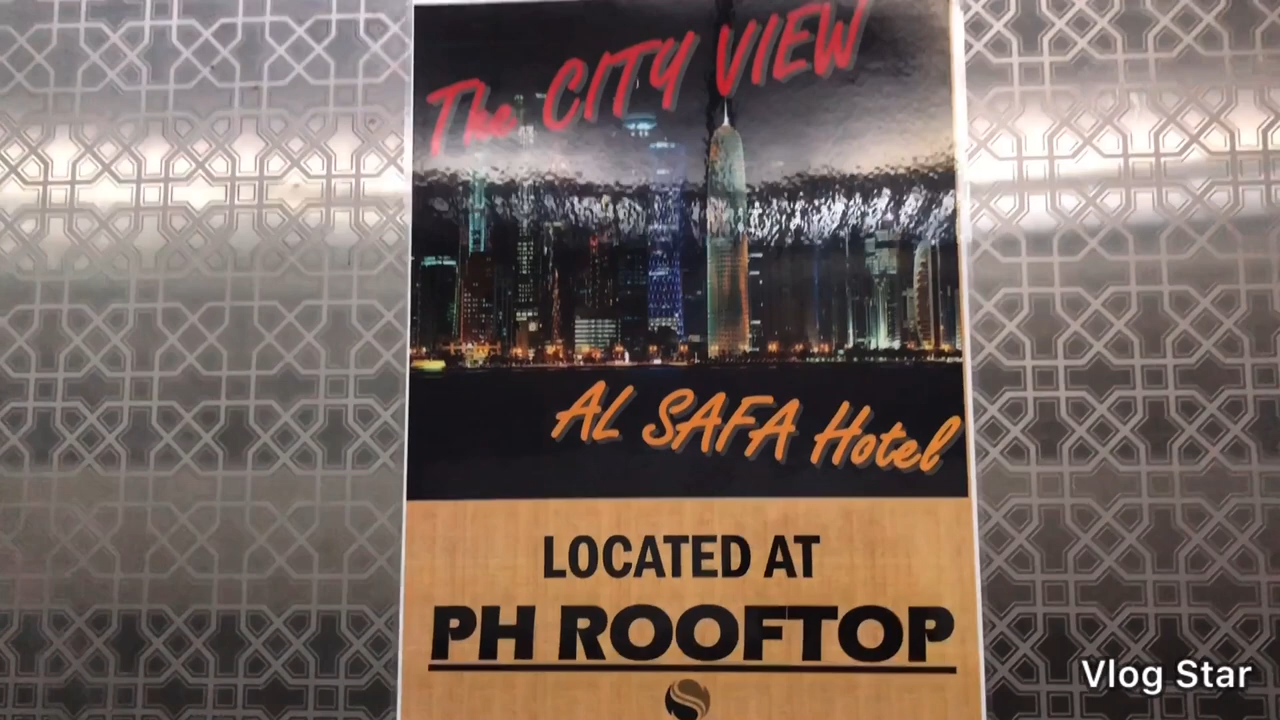 The CITY VIEW
AL SAFA Hotel
LOCATED AT
PH ROOFTOP
Vlog Star